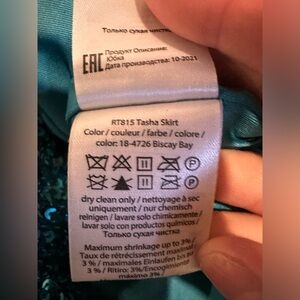 Только сухая чистка
EAC Продукт Описание:
Юбка
Дата производства: 10-2021
RT815 Tasha Skirt
Color / couleur / farbe / colore /
color: 18-4726 Biscay Bay
dry clean only / nettoyage à sec
uniquement / nur chemisch
reinigen / lavare solo chimicamente /
lavar solo con productos químicos /
Только сухая чистка
Maximum shrinkage up to 3% /
Taux de rétrécissement maximal
3 % / maximales Einlaufen bis zu
3 % / Ritiro: 3%/Encogimiento
máximo 3% /